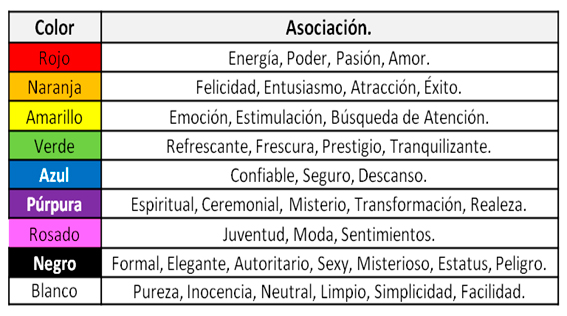 Color Asociación.
Rojo Energía, Poder, Pasión, Amor.
Naranja Felicidad, Entusiasmo, Atracción, Éxito.
Amarillo Emoción, Estimulación, Búsqueda de Atención.
Verde Refrescante, Frescura, Prestigio, Tranquilizante.
Azul Confiable, Seguro, Descanso.
Púrpura Espiritual, Ceremonial, Misterio, Transformación, Realeza.
Rosado Juventud, Moda, Sentimientos.
Negro Formal, Elegante, Autoritario, Sexy, Misterioso, Estatus, Peligro.
Blanco Pureza, Inocencia, Neutral, Limpio, Simplicidad, Facilidad.